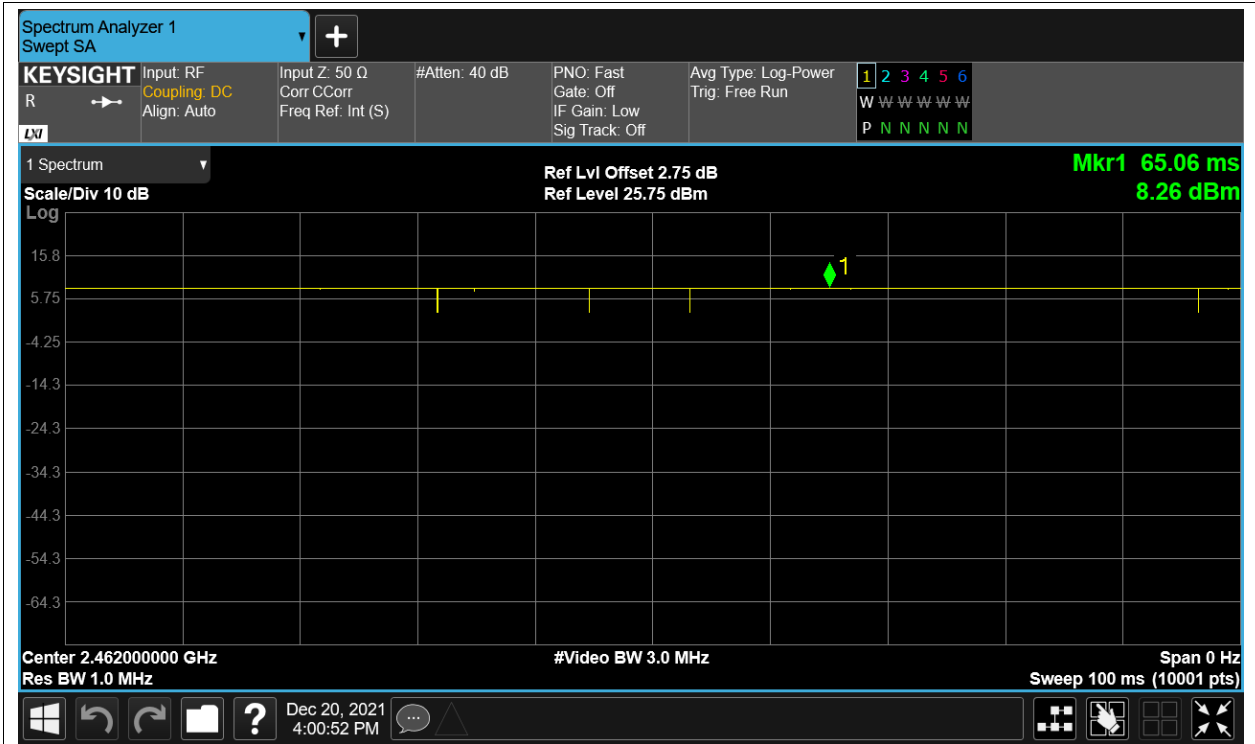 Spectrum Analyzer 1
Swept SA
+
KEYSIGHT
R
LXI
Input: RF
Coupling: DC
Align: Auto
Input Z: 50 Ω
Corr CCorr
Freq Ref: Int (S)
#Atten: 40 dB
PNO: Fast
Gate: Off
IF Gain: Low
Sig Track: Off
Avg Type: Log-Power
Trig: Free Run
1 2 3 4 5 6
W W W W W W
P N N N N N
1 Spectrum
Scale/Div 10 dB
Log
Ref Lvl Offset 2.75 dB
Ref Level 25.75 dBm
Mkr1 65.06 ms
8.26 dBm
15.8
5.75
-4.25
-14.3
-24.3
-34.3
-44.3
-54.3
-64.3
1
Center 2.462000000 GHz
Res BW 1.0 MHz
#Video BW 3.0 MHz
Span 0 Hz
Sweep 100 ms (10001 pts)
?
Dec 20, 2021
4:00:52 PM